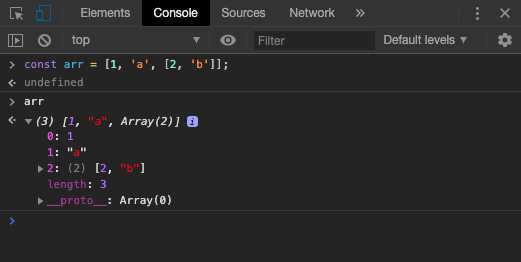 Elements Console Sources Network »
top Filter Default levels
> const arr = [1, 'a', [2, 'b']];
undefined
> arr
(3) [1, "a", Array(2)] i
0: 1
1: "a"
2: (2) [2, "b"]
length: 3
__proto__: Array(0)
>